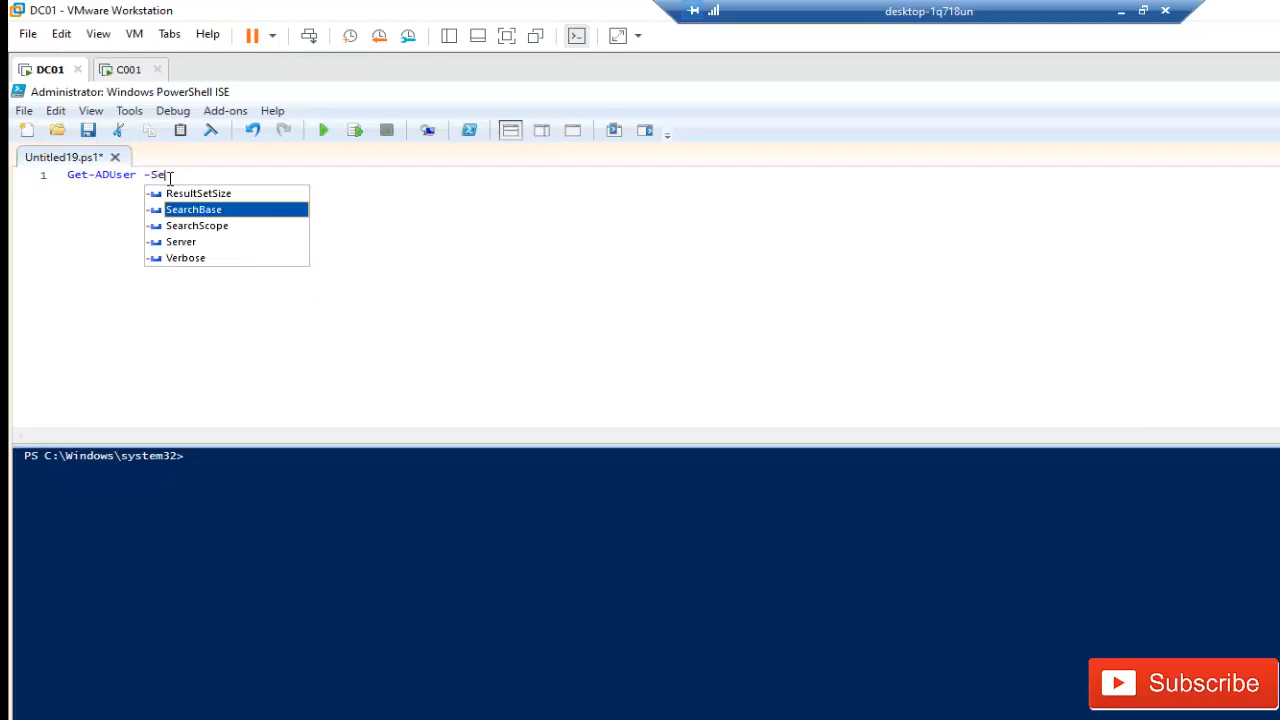 DC01 - VMware Workstation
desktop-1q718un
File Edit View VM Tabs Help
DC01 C001
Administrator: Windows PowerShell ISE
File Edit View Tools Debug Add-ons Help
Untitled19.ps1*
1 Get-ADUser -Se
ResultSetSize
SearchBase
SearchScope
Server
Verbose
PS C:\Windows\system32>
Subscribe